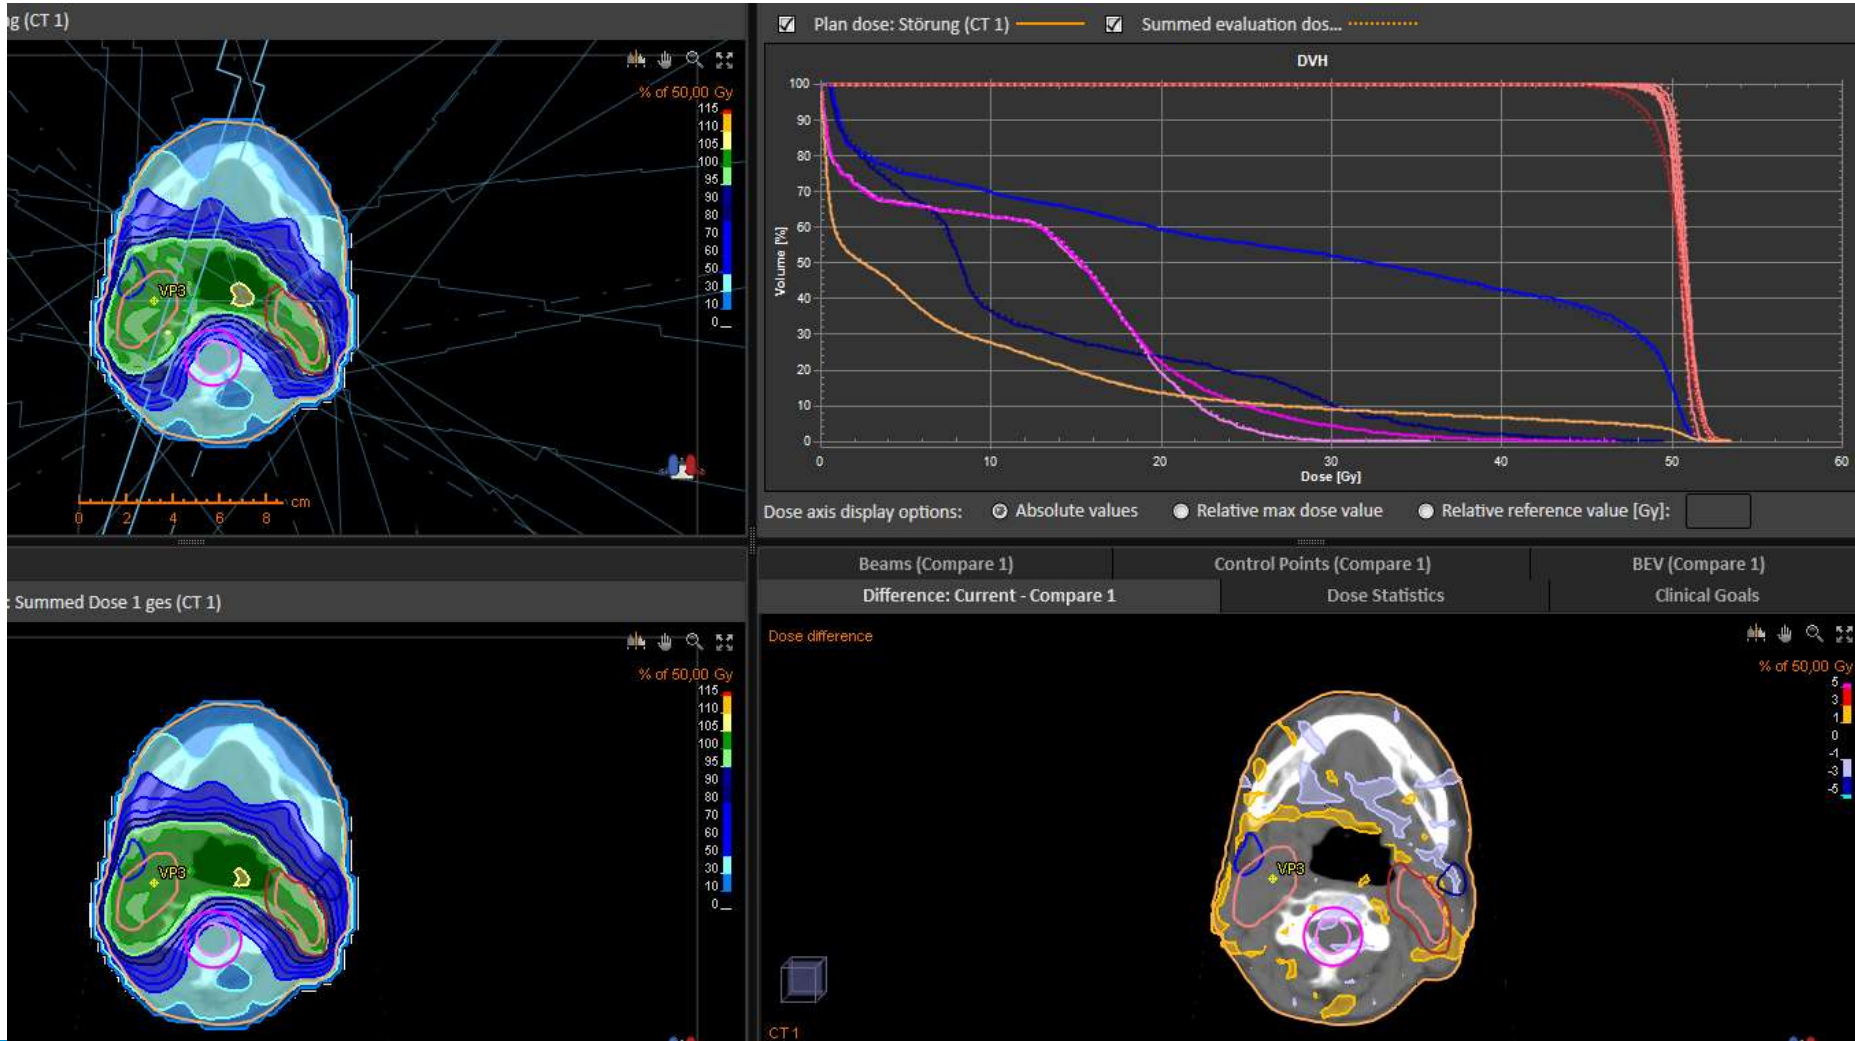 g (CT 1)
% of 50,00 Gy
115
110
105
100
95
90
80
70
60
50
30
10
0
VP3
cm
0 2 4 6 8
Plan dose: Störung (CT 1)
Summed evaluation dos...
DVH
100
90
80
70
60
50
40
30
20
10
0
Volume [%]
0 10 20 30 40 50 60
Dose [Gy]
Dose axis display options: Absolute values Relative max dose value Relative reference value [Gy]:
: Summed Dose 1 ges (CT 1)
% of 50,00 Gy
115
110
105
100
95
90
80
70
60
50
30
10
0
VP3
Beams (Compare 1) Control Points (Compare 1) BEV (Compare 1)
Difference: Current - Compare 1 Dose Statistics Clinical Goals
Dose difference
% of 50,00 Gy
5
3
1
0
-1
-3
-5
VP3
CT 1